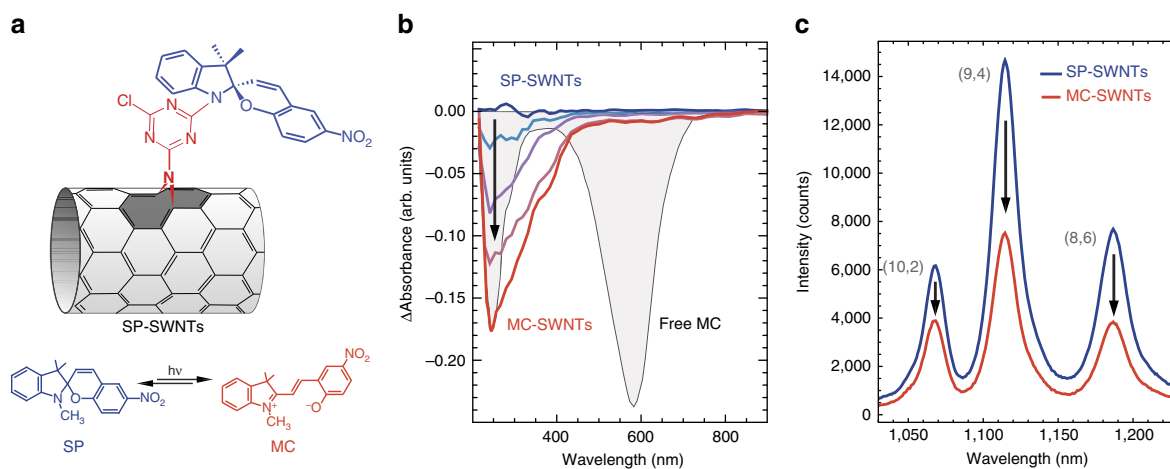 a
Cl
N
N
N
N
N
O
NO₂
SP-SWNTs
N
CH₃
O
NO₂
SP
hν
N⁺
CH₃
⁻O
NO₂
MC
b
SP-SWNTs
0.00
−0.05
−0.10
−0.15
−0.20
ΔAbsorbance (arb. units)
MC-SWNTs
Free MC
400
600
800
Wavelength (nm)
c
SP-SWNTs
MC-SWNTs
(9,4)
(8,6)
(10,2)
14,000
12,000
10,000
8,000
6,000
4,000
2,000
0
Intensity (counts)
1,050
1,100
1,150
1,200
Wavelength (nm)